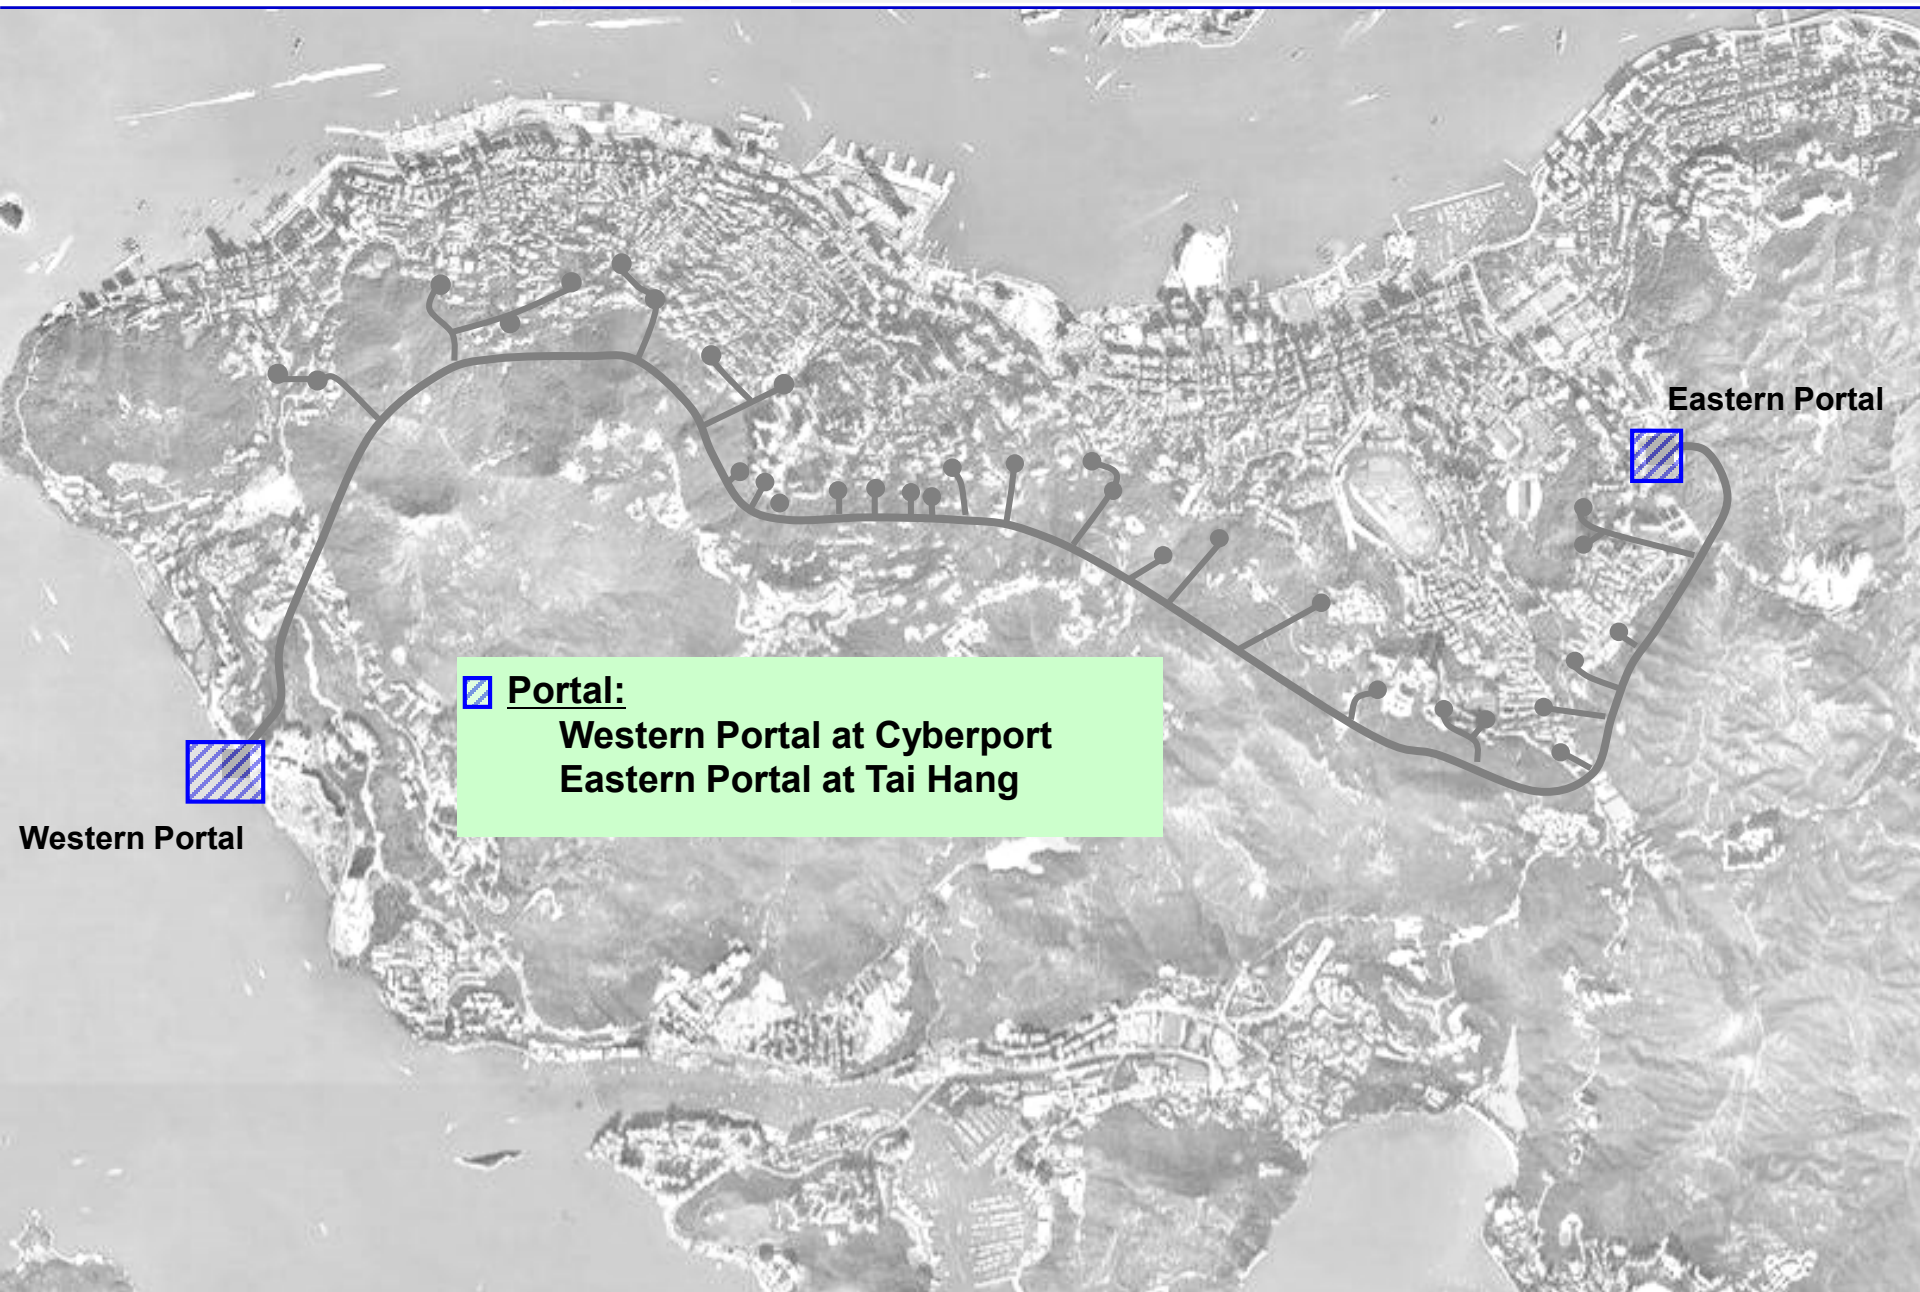 Eastern Portal
Portal:
Western Portal at Cyberport
Eastern Portal at Tai Hang
Western Portal